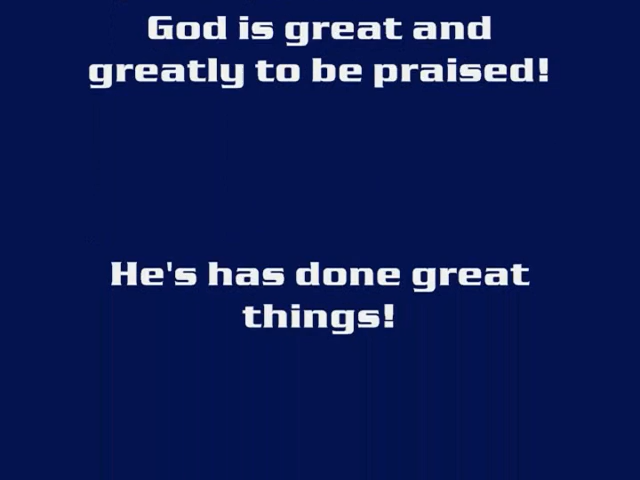 God is great and
greatly to be praised!
He's has done great
things!